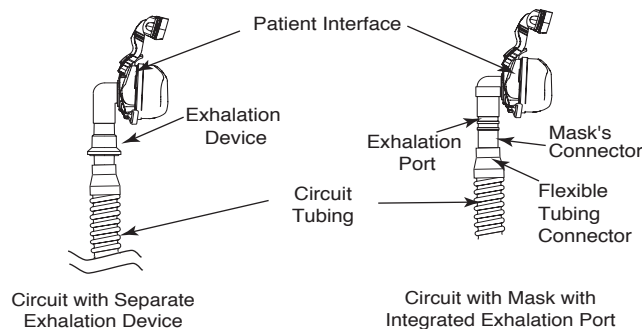 Patient Interface
Exhalation
Device
Exhalation
Port
Mask's
Connector
Circuit
Tubing
Flexible
Tubing
Connector
Circuit with Separate
Exhalation Device
Circuit with Mask with
Integrated Exhalation Port